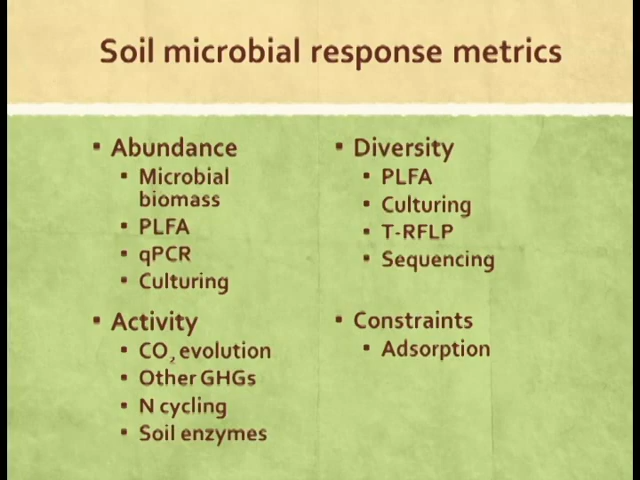 Soil microbial response metrics
▪ Abundance
▪ Microbial
biomass
▪ PLFA
▪ qPCR
▪ Culturing
▪ Activity
▪ CO₂ evolution
▪ Other GHGs
▪ N cycling
▪ Soil enzymes
▪ Diversity
▪ PLFA
▪ Culturing
▪ T-RFLP
▪ Sequencing
▪ Constraints
▪ Adsorption